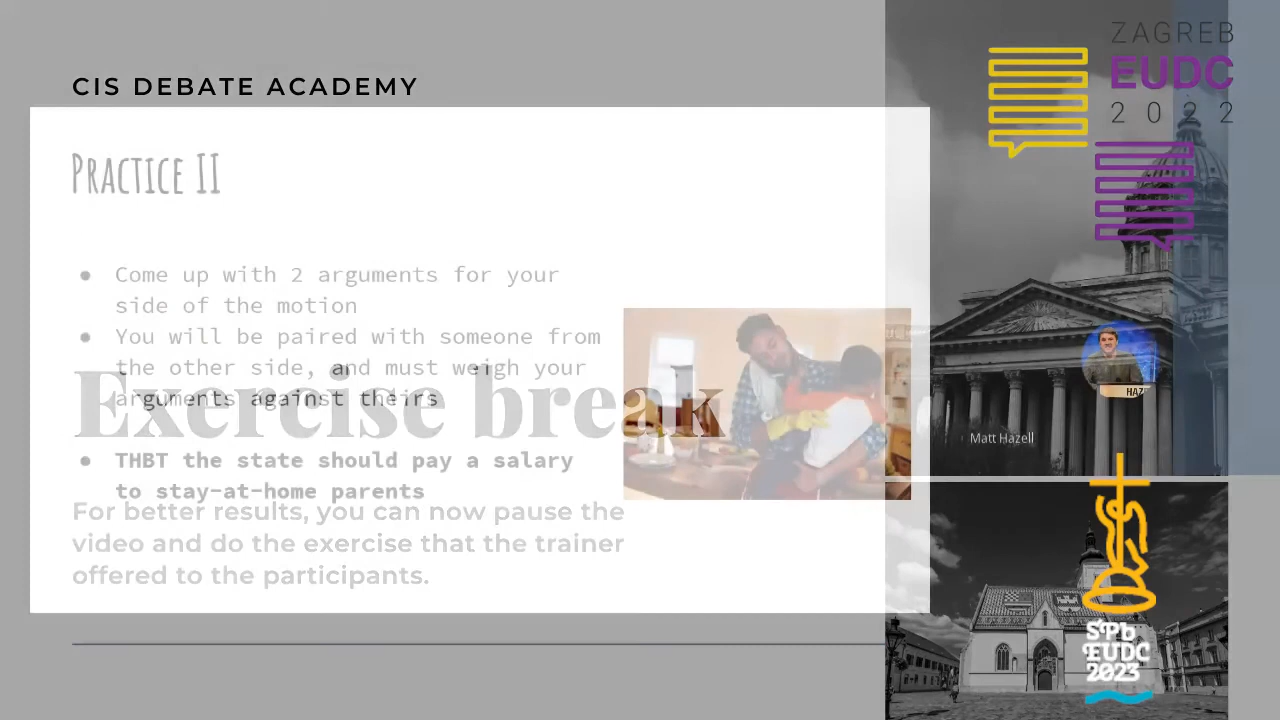 CIS DEBATE ACADEMY
PRACTICE II
Come up with 2 arguments for your
side of the motion
You will be paired with someone from
the other side, and must weigh your
arguments against theirs
THBT the state should pay a salary
to stay-at-home parents
Exercise break
For better results, you can now pause the
video and do the exercise that the trainer
offered to the participants.
ZAGREB
EUDC
2022
HAZ
Matt Hazell
SPb
EUDC
2023